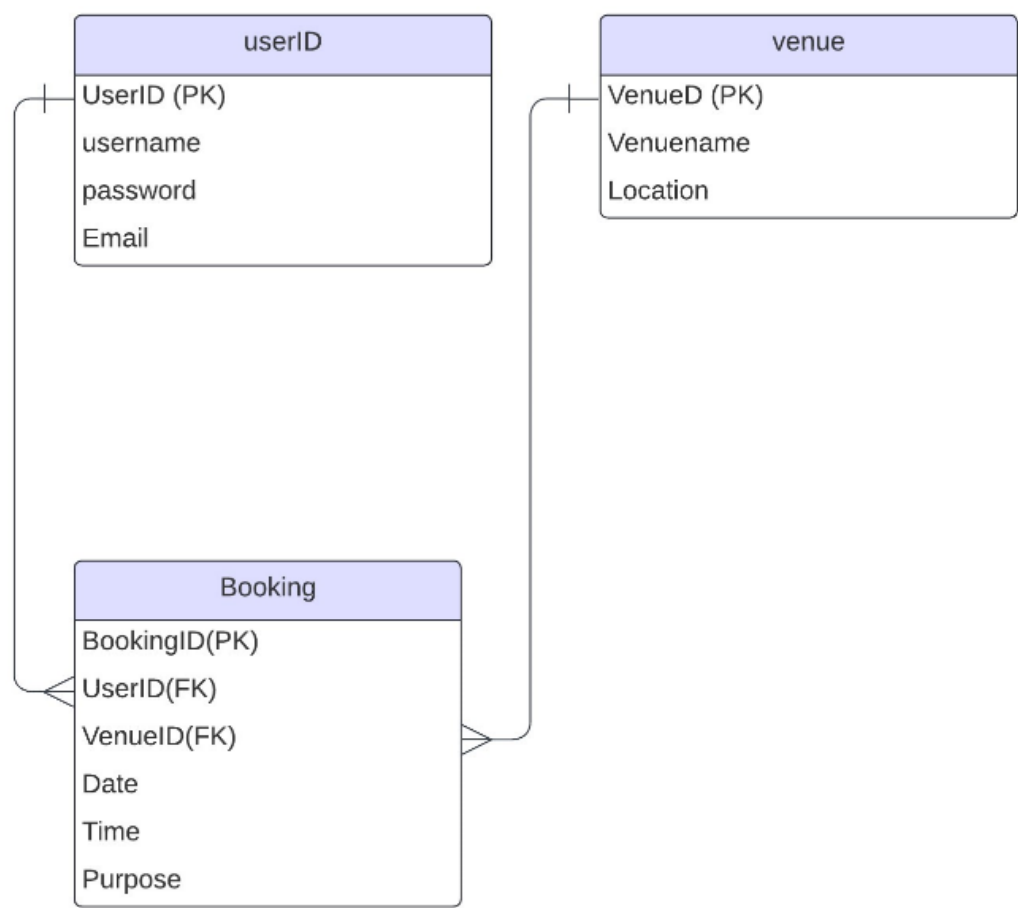 userID
UserID (PK)
username
password
Email
venue
VenueD (PK)
Venuename
Location
Booking
BookingID(PK)
UserID(FK)
VenueID(FK)
Date
Time
Purpose